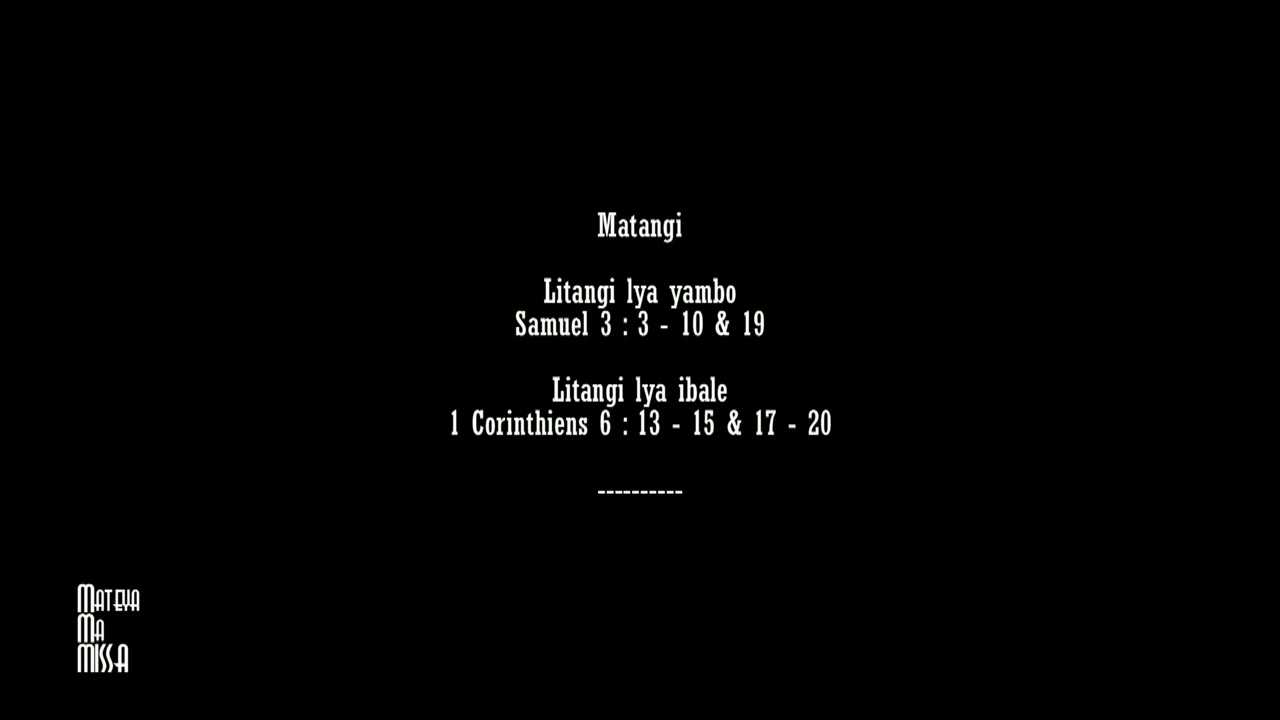 Matangi
Litangi lya yambo
Samuel 3 : 3 - 10 & 19
Litangi lya ibale
1 Corinthiens 6 : 13 - 15 & 17 - 20
----------
MATEYA
MA
MISSA